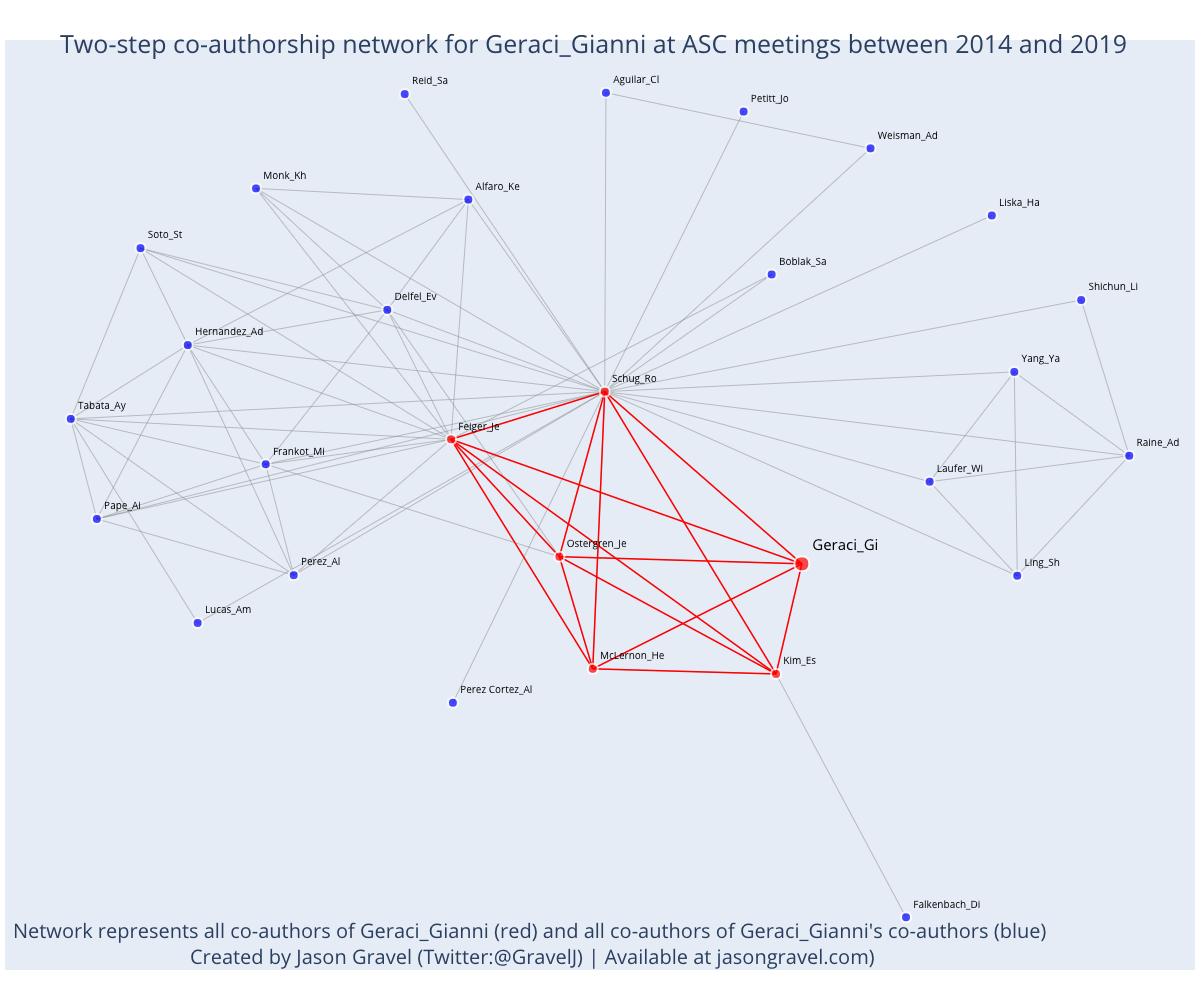 Two-step co-authorship network for Geraci_Gianni at ASC meetings between 2014 and 2019
Reid_Sa
Aguilar_Cl
Petitt_Jo
Weisman_Ad
Monk_Kh
Alfaro_Ke
Liska_Ha
Soto_St
Boblak_Sa
Shichun_Li
Delfel_Ev
Hernandez_Ad
Yang_Ya
Schug_Ro
Tabata_Ay
Feiger_Je
Raine_Ad
Frankot_Mi
Laufer_Wi
Pape_Al
Ostergren_Je
Geraci_Gi
Perez_Al
Ling_Sh
Lucas_Am
McLernon_He
Kim_Es
Perez Cortez_Al
Falkenbach_Di
Network represents all co-authors of Geraci_Gianni (red) and all co-authors of Geraci_Gianni's co-authors (blue)
Created by Jason Gravel (Twitter:@GravelJ) | Available at jasongravel.com)